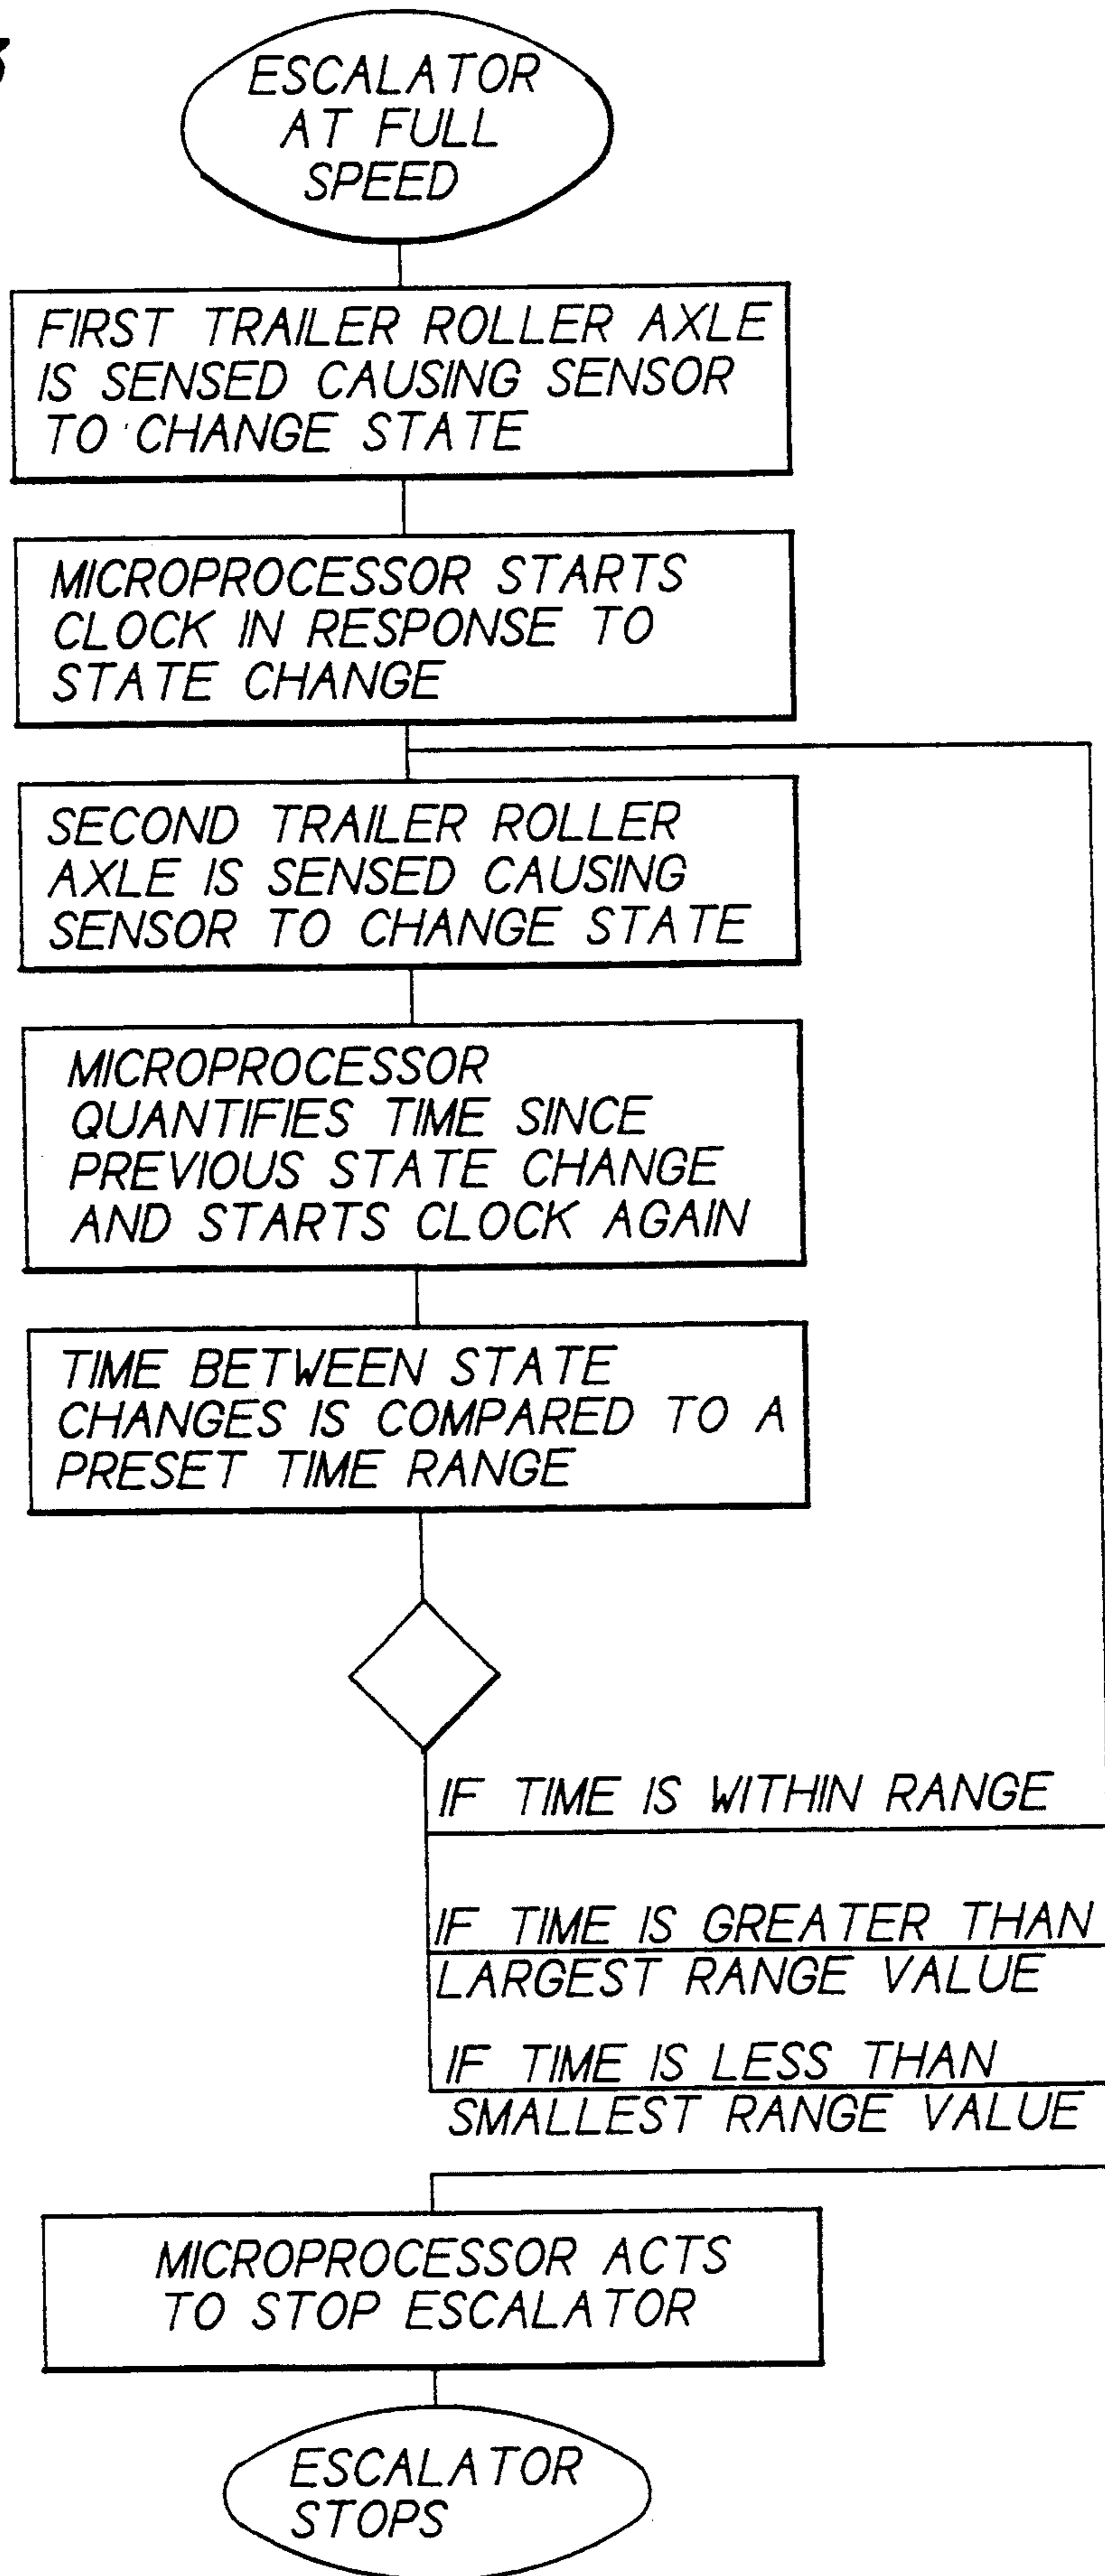 ESCALATOR
AT FULL
SPEED
FIRST TRAILER ROLLER AXLE
IS SENSED CAUSING SENSOR
TO CHANGE STATE
MICROPROCESSOR STARTS
CLOCK IN RESPONSE TO
STATE CHANGE
SECOND TRAILER ROLLER
AXLE IS SENSED CAUSING
SENSOR TO CHANGE STATE
MICROPROCESSOR
QUANTIFIES TIME SINCE
PREVIOUS STATE CHANGE
AND STARTS CLOCK AGAIN
TIME BETWEEN STATE
CHANGES IS COMPARED TO A
PRESET TIME RANGE
IF TIME IS WITHIN RANGE
IF TIME IS GREATER THAN
LARGEST RANGE VALUE
IF TIME IS LESS THAN
SMALLEST RANGE VALUE
MICROPROCESSOR ACTS
TO STOP ESCALATOR
ESCALATOR
STOPS